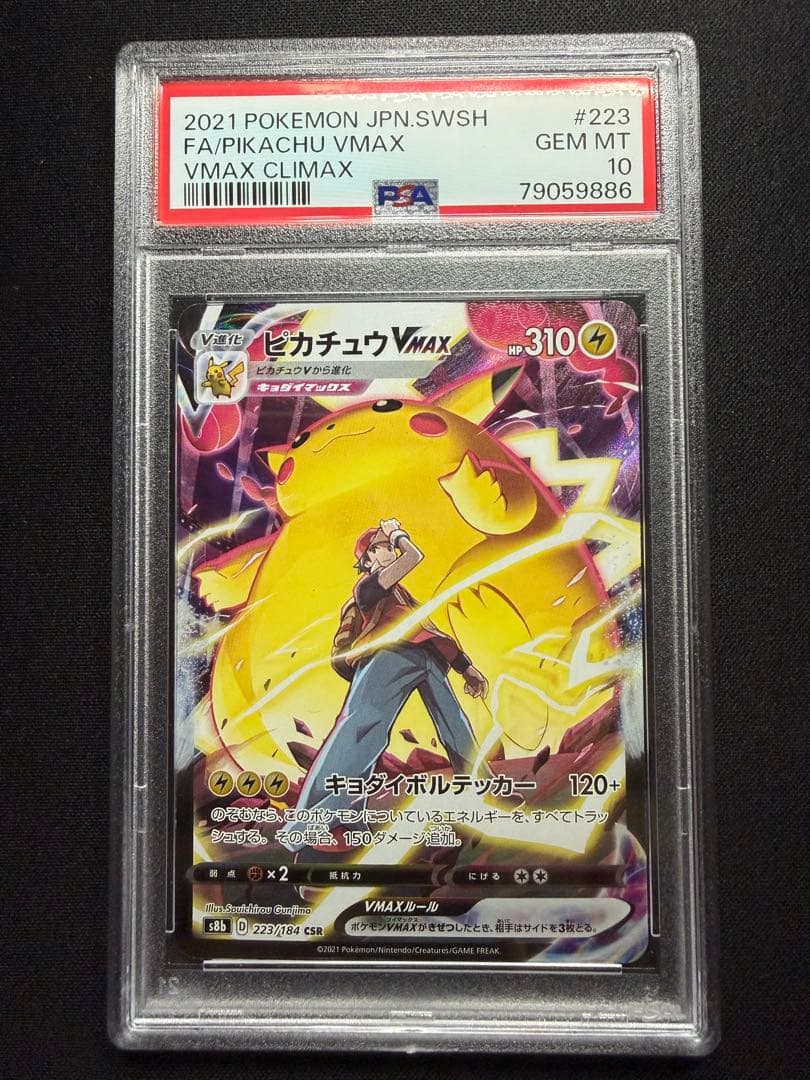 2021 POKEMON JPN.SWSH #223
FA/PIKACHU VMAX GEM MT
VMAX CLIMAX 10
PSA 79059886
V進化 ピカチュウVMAX HP310
ピカチュウVから進化
キョダイマックス
キョダイボルテッカー 120+
のぞむなら、このポケモンについているエネルギーを、すべてトラッ
シュする。その場合、150ダメージ追加。
弱点 ×2 抵抗力 にげる
Illus.Souichirou Gunjima VMAXルール
s8b D 223/184 CSR ポケモンVMAXがきぜつしたとき、相手はサイドを3枚とる。
©2021 Pokémon/Nintendo/Creatures/GAME FREAK.